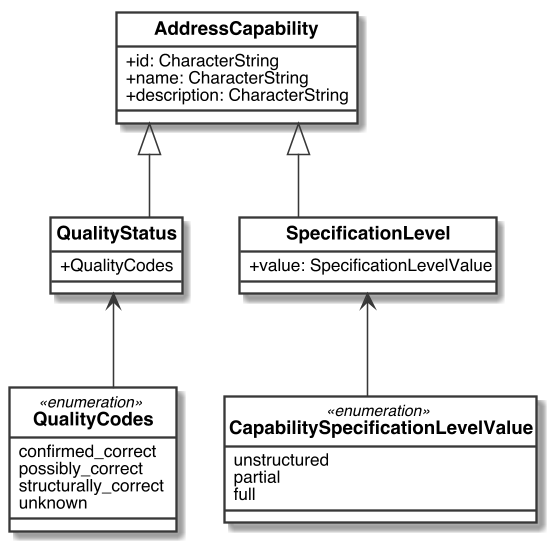 AddressCapability
+id: CharacterString
+name: CharacterString
+description: CharacterString
QualityStatus
+QualityCodes
SpecificationLevel
+value: SpecificationLevelValue
«enumeration»
QualityCodes
confirmed_correct
possibly_correct
structurally_correct
unknown
«enumeration»
CapabilitySpecificationLevelValue
unstructured
partial
full